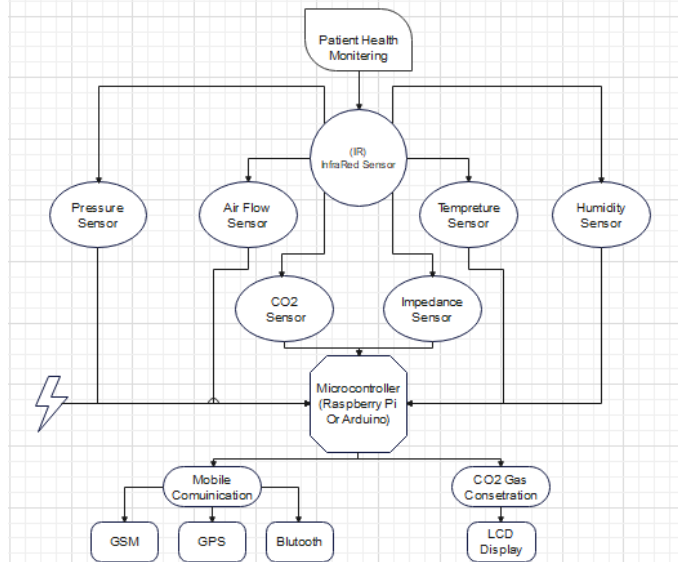 Patient Health
Monitering
(IR)
InfraRed Sensor
Pressure
Sensor
Air Flow
Sensor
Tempreture
Sensor
Humidity
Sensor
CO2
Sensor
Impedance
Sensor
Microcontroller
(Raspberry Pi
Or Arduino)
Mobile
Comuinication
CO2 Gas
Consetration
GSM
GPS
Blutooth
LCD
Display